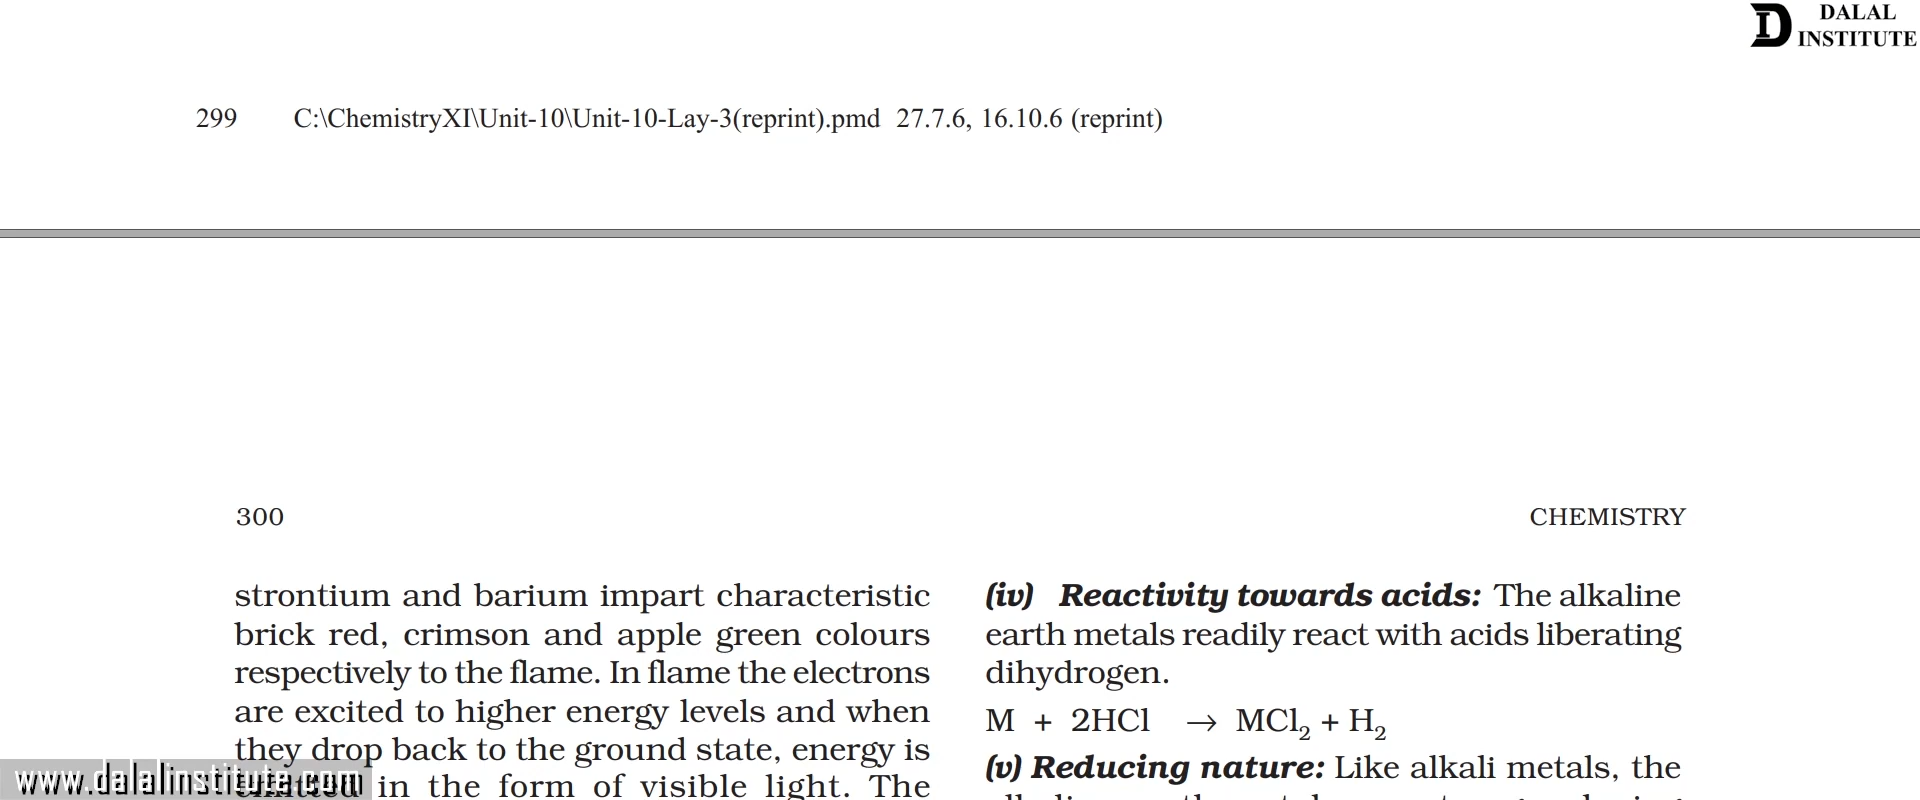 DALAL
INSTITUTE
299 C:\ChemistryXI\Unit-10\Unit-10-Lay-3(reprint).pmd 27.7.6, 16.10.6 (reprint)
300
CHEMISTRY
strontium and barium impart characteristic
brick red, crimson and apple green colours
respectively to the flame. In flame the electrons
are excited to higher energy levels and when
they drop back to the ground state, energy is
emitted in the form of visible light. The
(iv) Reactivity towards acids: The alkaline
earth metals readily react with acids liberating
dihydrogen.
M + 2HCl → MCl₂ + H₂
(v) Reducing nature: Like alkali metals, the
www.dalalinstitute.com